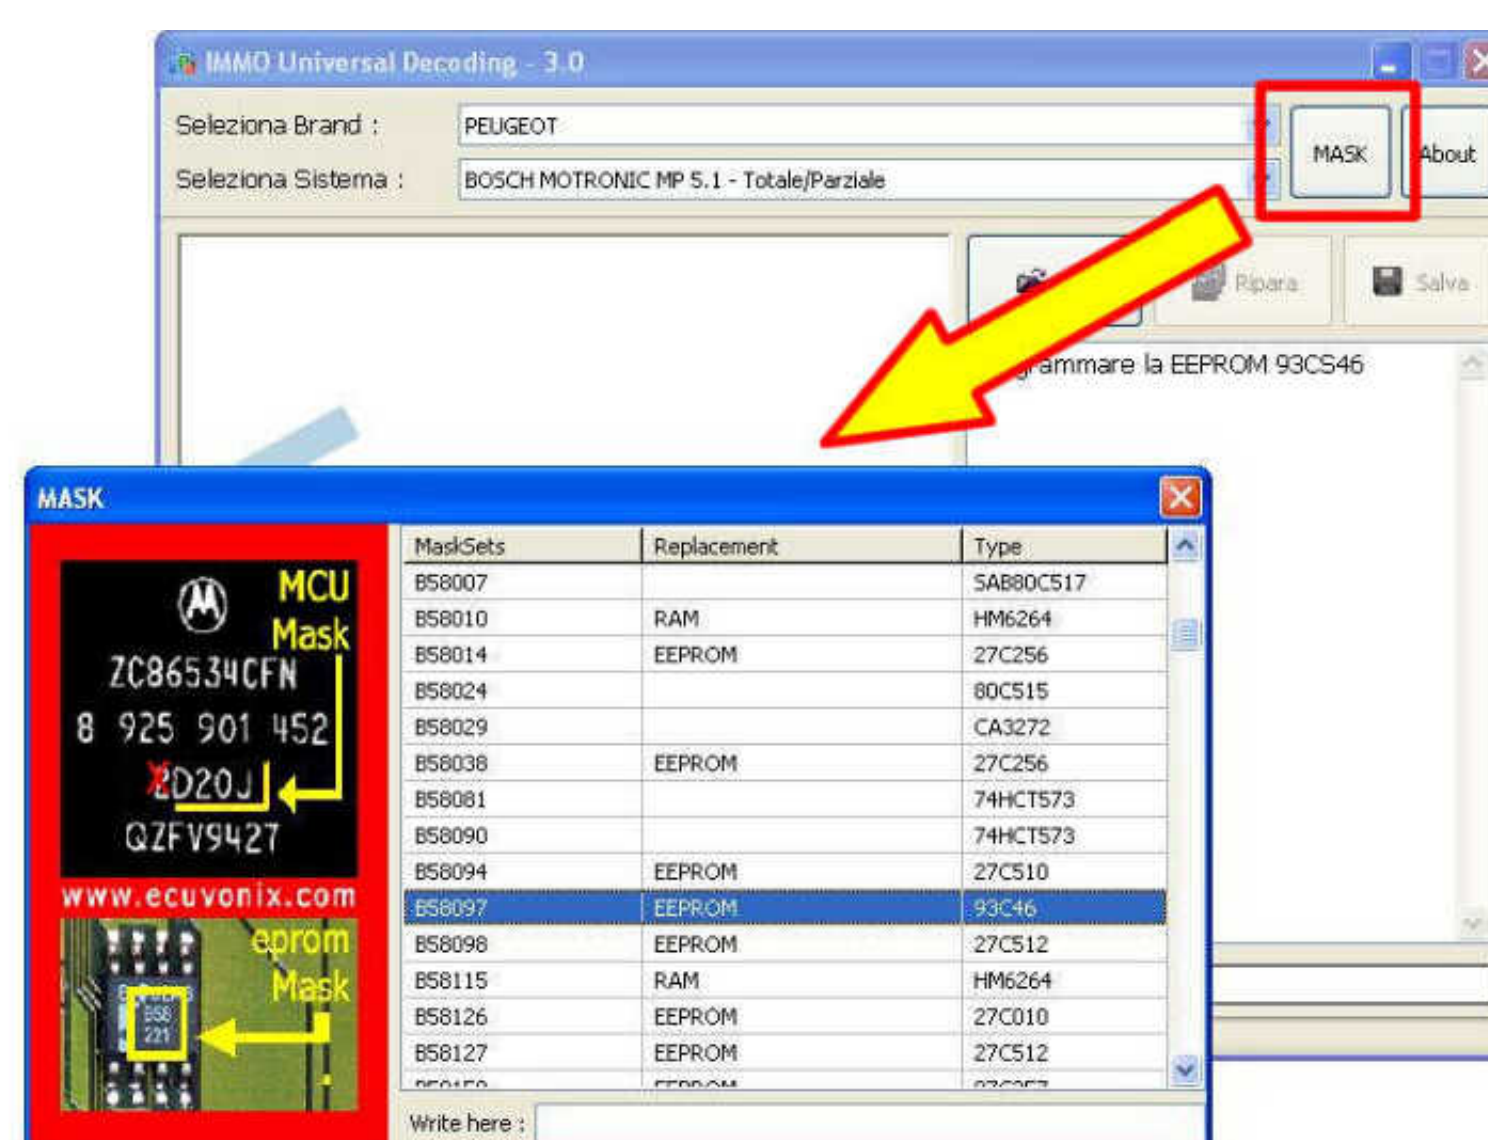 IMMO Universal Decoding - 3.0
Seleziona Brand :
PEUGEOT
MASK
About
Seleziona Sistema :
BOSCH MOTRONIC MP 5.1 - Totale/Parziale
Ripara
Salva
grammare la EEPROM 93CS46
MASK
MCU
Mask
ZC86534CFN
8 925 901 452
2D20J
QZFV9427
www.ecuvonix.com
eprom
Mask
B58
221
MaskSets Replacement Type
B58007 SAB80C517
B58010 RAM HM6264
B58014 EEPROM 27C256
B58024 80C515
B58029 CA3272
B58038 EEPROM 27C256
B58081 74HCT573
B58090 74HCT573
B58094 EEPROM 27C510
B58097 EEPROM 93C46
B58098 EEPROM 27C512
B58115 RAM HM6264
B58126 EEPROM 27C010
B58127 EEPROM 27C512
Write here :